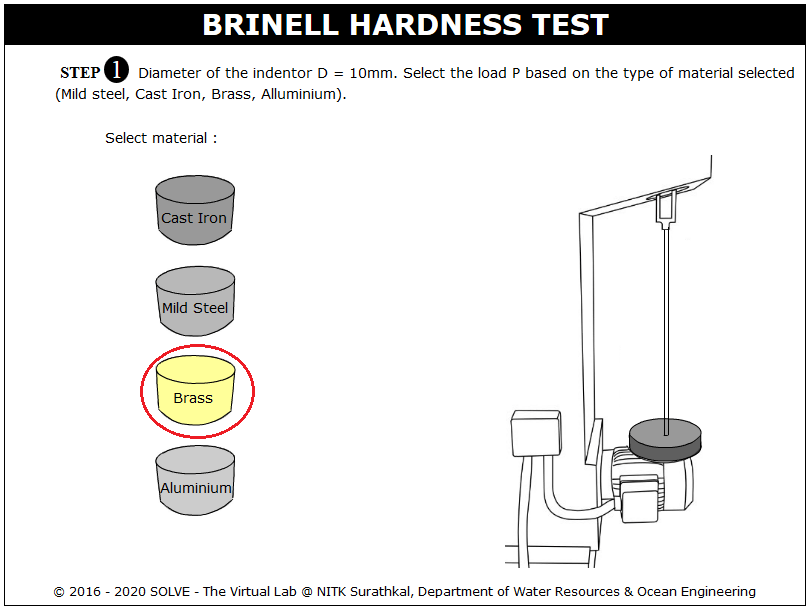 BRINELL HARDNESS TEST
STEP 1 Diameter of the indentor D = 10mm. Select the load P based on the type of material selected
(Mild steel, Cast Iron, Brass, Alluminium).
Select material :
Cast Iron
Mild Steel
Brass
Aluminium
© 2016 - 2020 SOLVE - The Virtual Lab @ NITK Surathkal, Department of Water Resources & Ocean Engineering